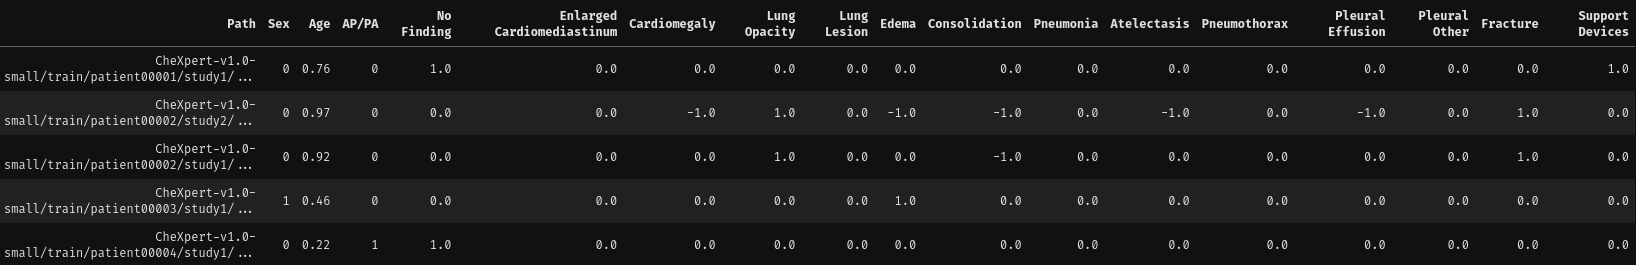 Path Sex Age AP/PA No Finding Enlarged Cardiomediastinum Cardiomegaly Lung Opacity Lung Lesion Edema Consolidation Pneumonia Atelectasis Pneumothorax Pleural Effusion Pleural Other Fracture Support Devices
CheXpert-v1.0-
small/train/patient00001/study1/... 0 0.76 0 1.0 0.0 0.0 0.0 0.0 0.0 0.0 0.0 0.0 0.0 0.0 0.0 0.0 1.0
CheXpert-v1.0-
small/train/patient00002/study2/... 0 0.97 0 0.0 0.0 -1.0 1.0 0.0 -1.0 -1.0 0.0 -1.0 0.0 -1.0 0.0 1.0 0.0
CheXpert-v1.0-
small/train/patient00002/study1/... 0 0.92 0 0.0 0.0 0.0 1.0 0.0 0.0 -1.0 0.0 0.0 0.0 0.0 0.0 1.0 0.0
CheXpert-v1.0-
small/train/patient00003/study1/... 1 0.46 0 0.0 0.0 0.0 0.0 0.0 1.0 0.0 0.0 0.0 0.0 0.0 0.0 0.0 0.0
CheXpert-v1.0-
small/train/patient00004/study1/... 0 0.22 1 1.0 0.0 0.0 0.0 0.0 0.0 0.0 0.0 0.0 0.0 0.0 0.0 0.0 0.0